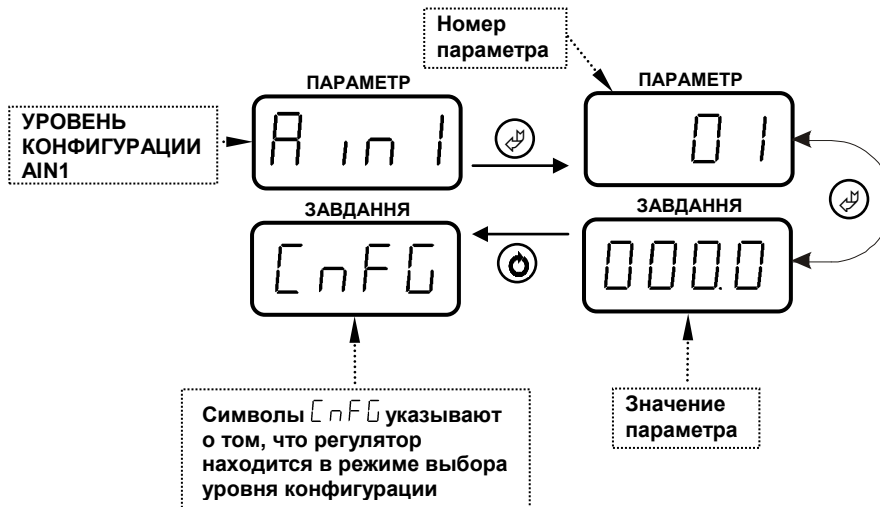 Номер
параметра
ПАРАМЕТР
ПАРАМЕТР
УРОВЕНЬ
КОНФИГУРАЦИИ
AIN1
A in1
01
ЗАВДАННЯ
ЗАВДАННЯ
CnFG
000.0
Символы CnFG указывают
о том, что регулятор
находится в режиме выбора
уровня конфигурации
Значение
параметра